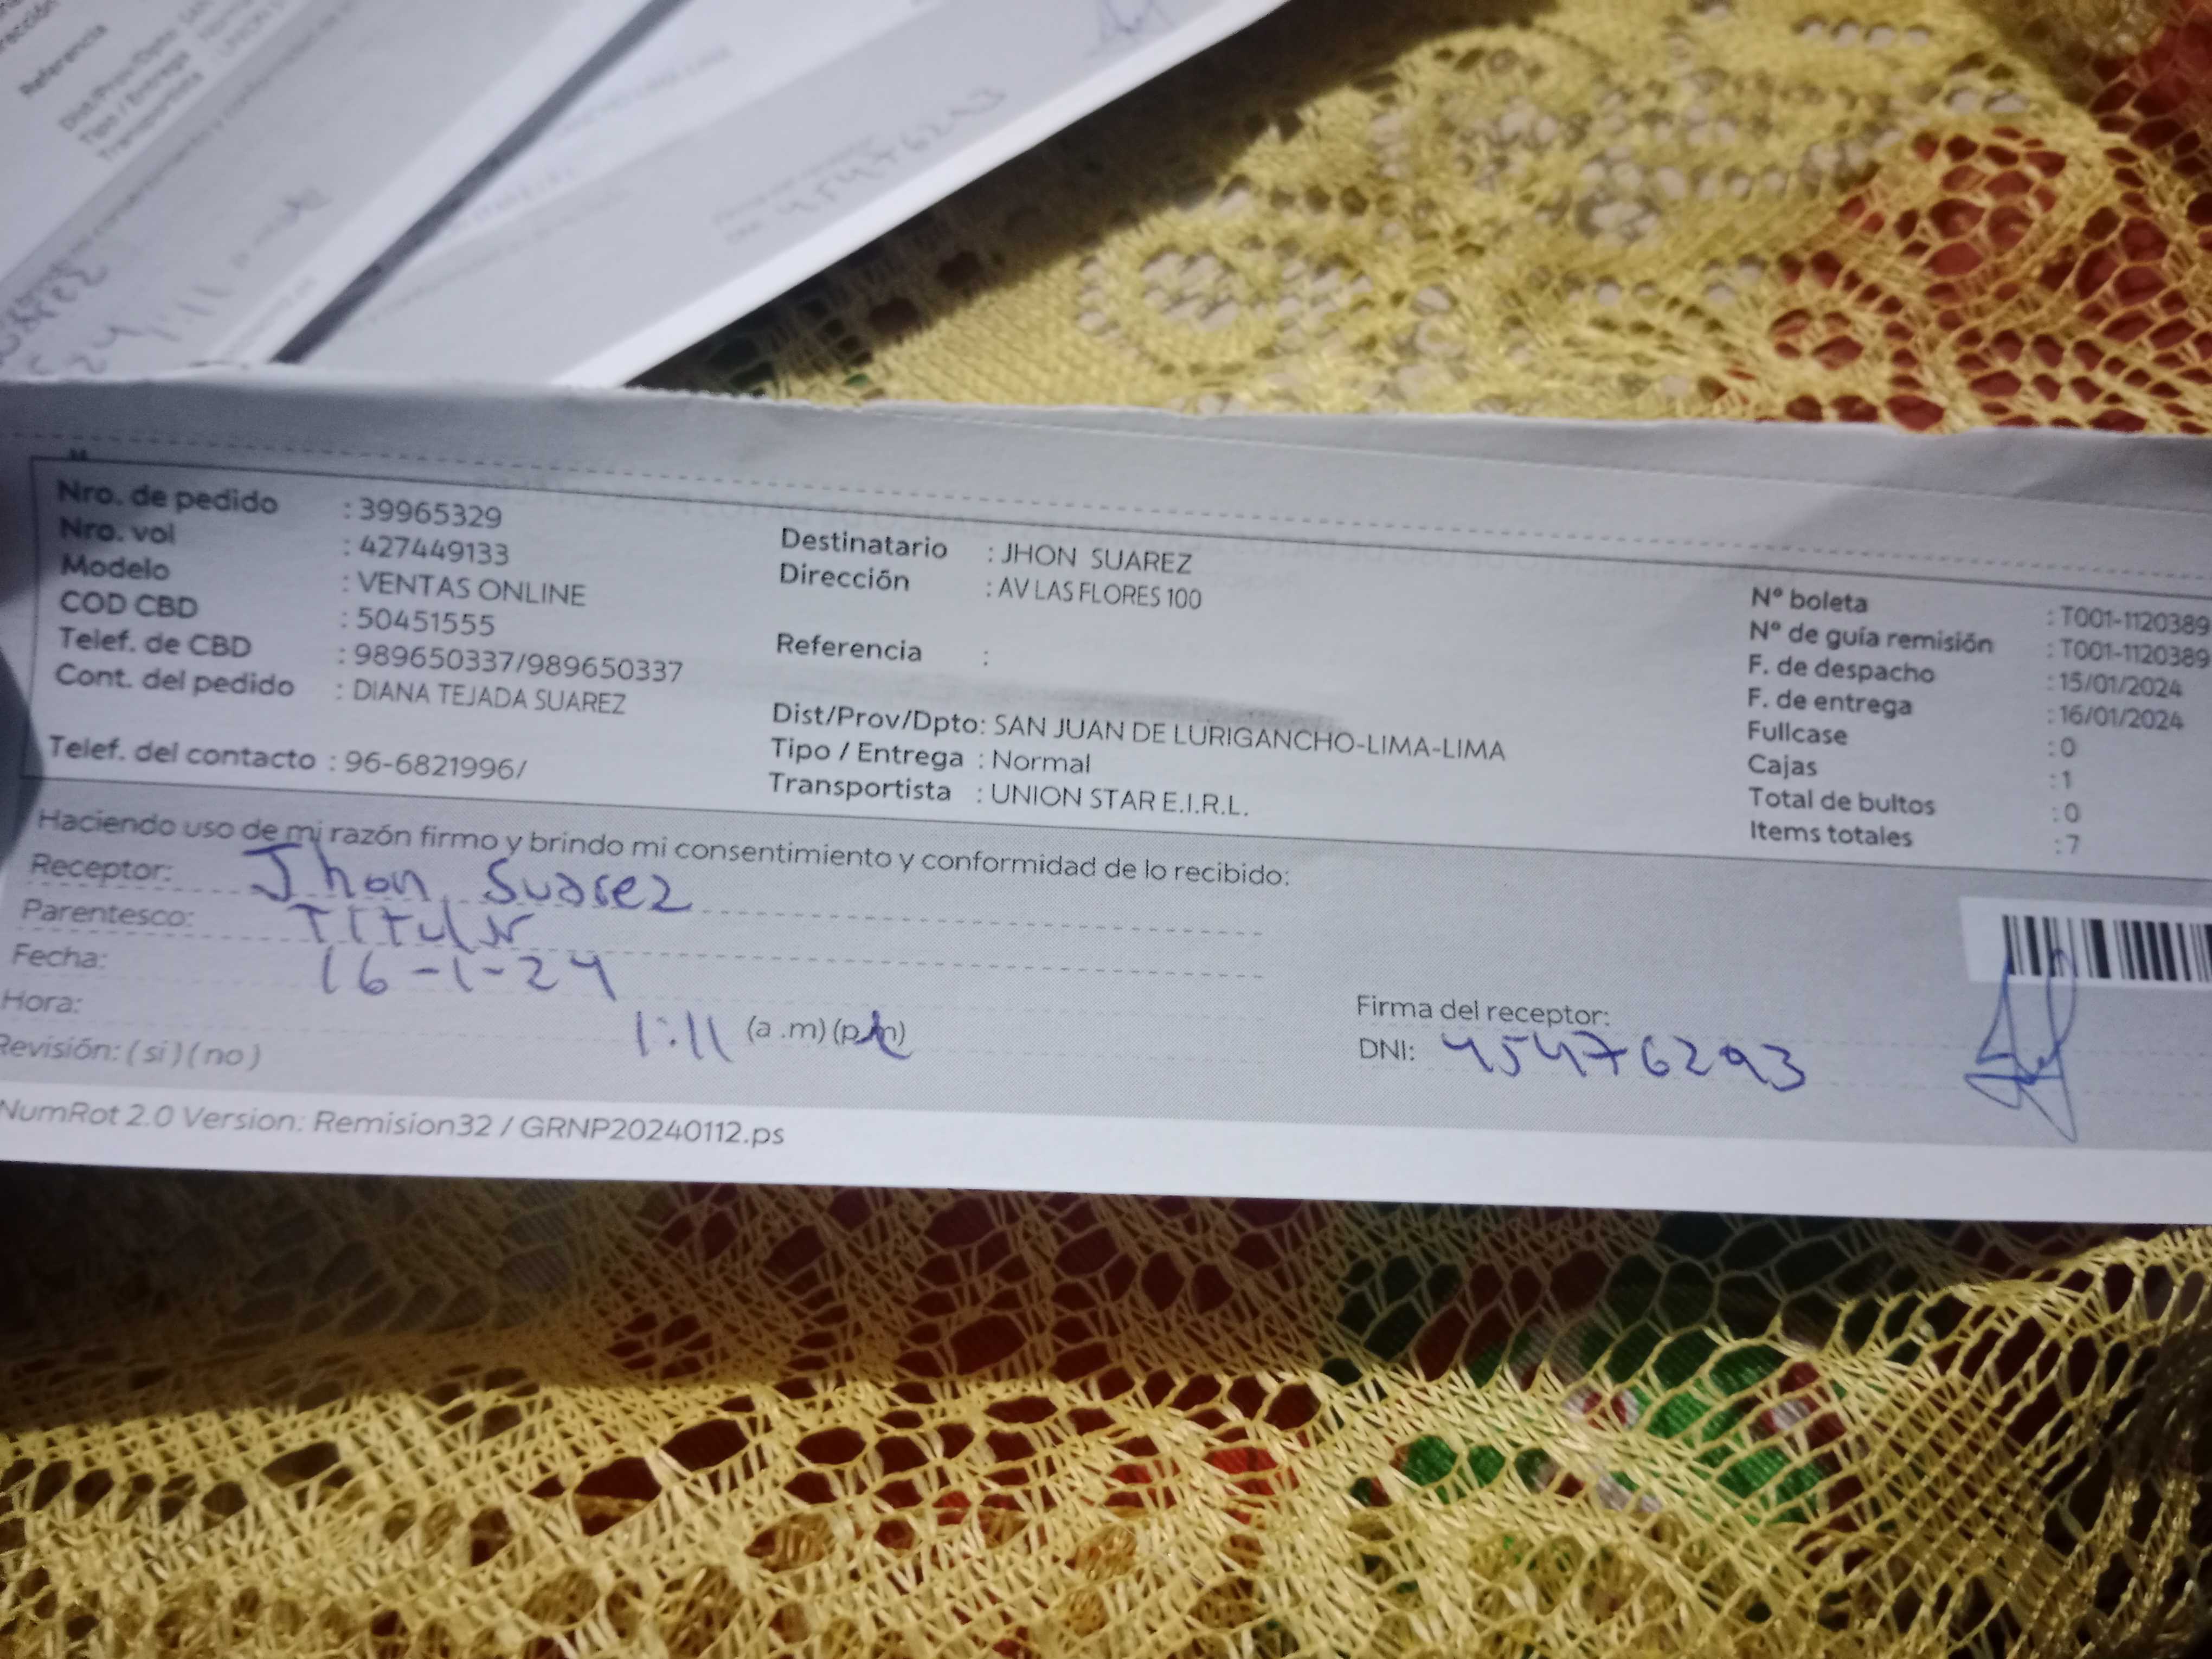 Referencia
Nro. de pedido : 39965329
Nro. vol : 427449133
Modelo : VENTAS ONLINE
COD CBD : 50451555
Telef. de CBD : 989650337/989650337
Cont. del pedido : DIANA TEJADA SUAREZ
Telef. del contacto : 96-6821996/
Destinatario : JHON SUAREZ
Dirección : AV LAS FLORES 100
Referencia :
Dist/Prov/Dpto: SAN JUAN DE LURIGANCHO-LIMA-LIMA
Tipo / Entrega : Normal
Transportista : UNION STAR E.I.R.L.
N° boleta : T001-1120389
N° de guía remisión : T001-1120389
F. de despacho : 15/01/2024
F. de entrega : 16/01/2024
Fullcase : 0
Cajas : 1
Total de bultos : 0
Items totales : 7
Haciendo uso de mi razón firmo y brindo mi consentimiento y conformidad de lo recibido:
Receptor: Jhon Suarez
Parentesco: Titular
Fecha: 16-1-24
Hora: 1:11 (a .m) (p.m)
Revisión: ( si ) ( no )
Firma del receptor:
DNI: 45476293
NumRot 2.0 Version: Remision32 / GRNP20240112.ps